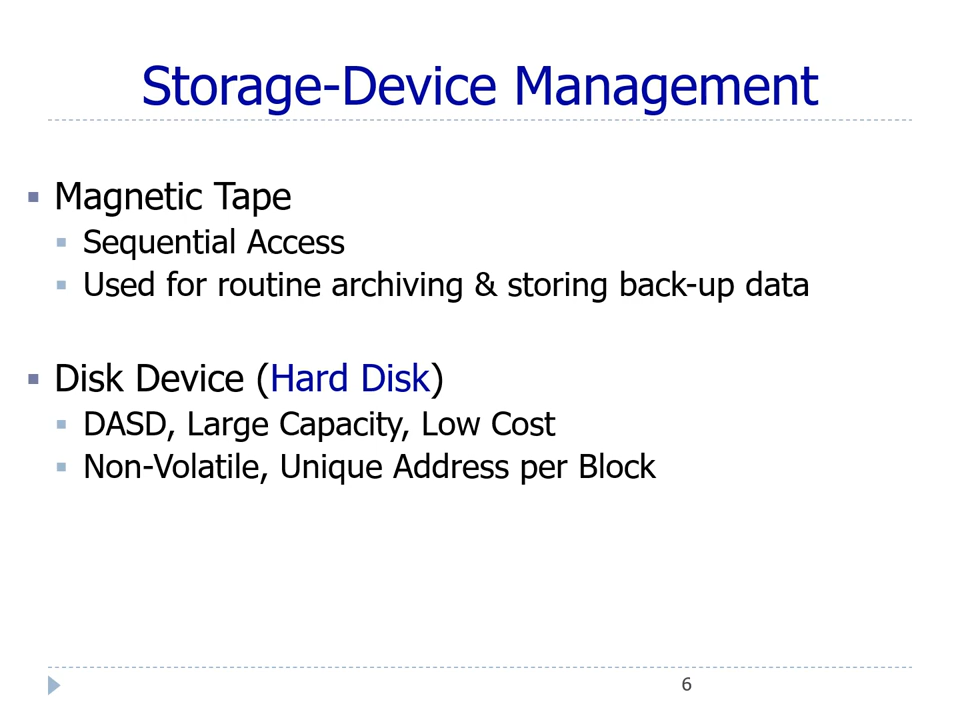 Storage-Device Management
Magnetic Tape
Sequential Access
Used for routine archiving & storing back-up data
Disk Device (Hard Disk)
DASD, Large Capacity, Low Cost
Non-Volatile, Unique Address per Block
6